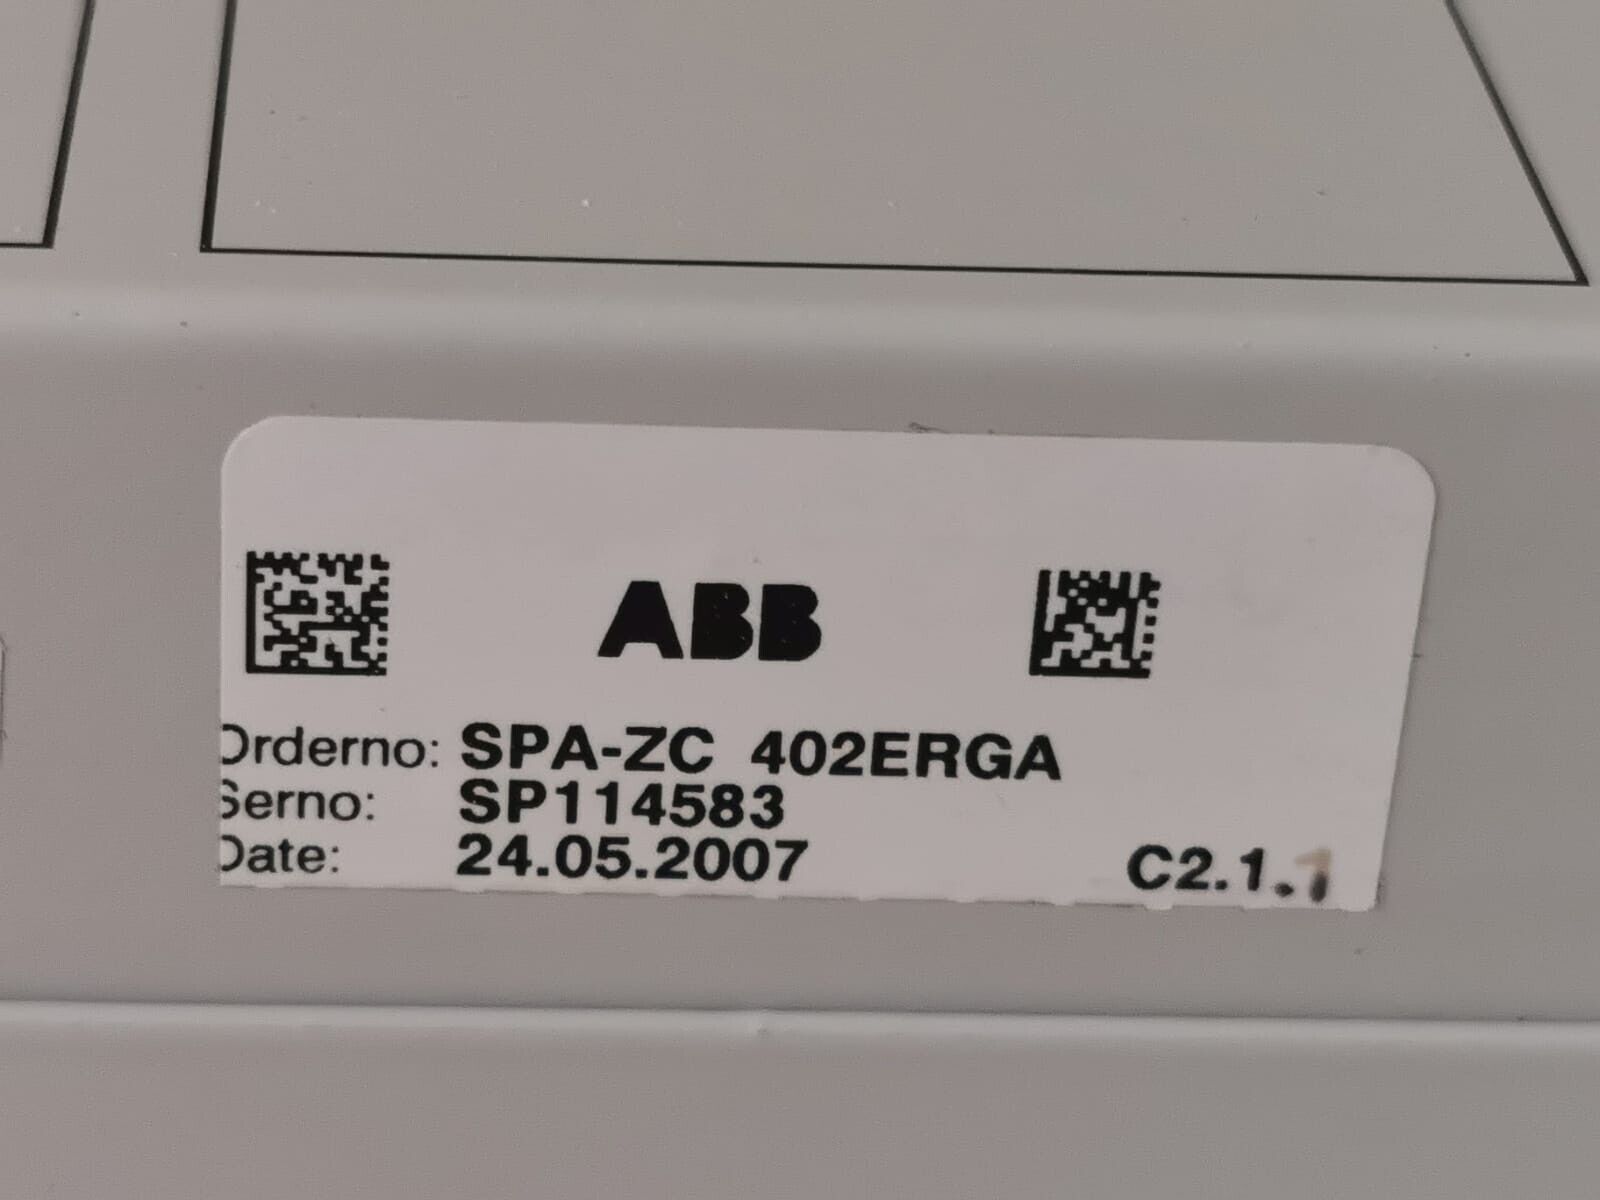 ABB
Orderno: SPA-ZC 402ERGA
Serno: SP114583
Date: 24.05.2007 C2.1.1